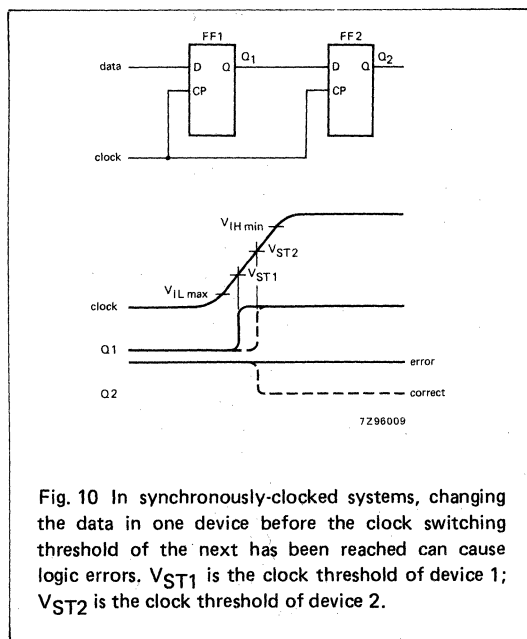 FF1 FF2
data D Q Q1 D Q Q2
CP CP
clock
VIH min
VST2
VST1
VIL max
clock
Q1
error
Q2
correct
7Z96009
Fig. 10 In synchronously-clocked systems, changing
the data in one device before the clock switching
threshold of the next has been reached can cause
logic errors. VST1 is the clock threshold of device 1;
VST2 is the clock threshold of device 2.